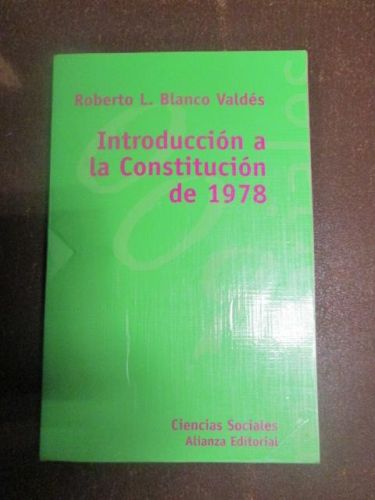 Roberto L. Blanco Valdés
Introducción a
la Constitución
de 1978
Ciencias Sociales
Alianza Editorial